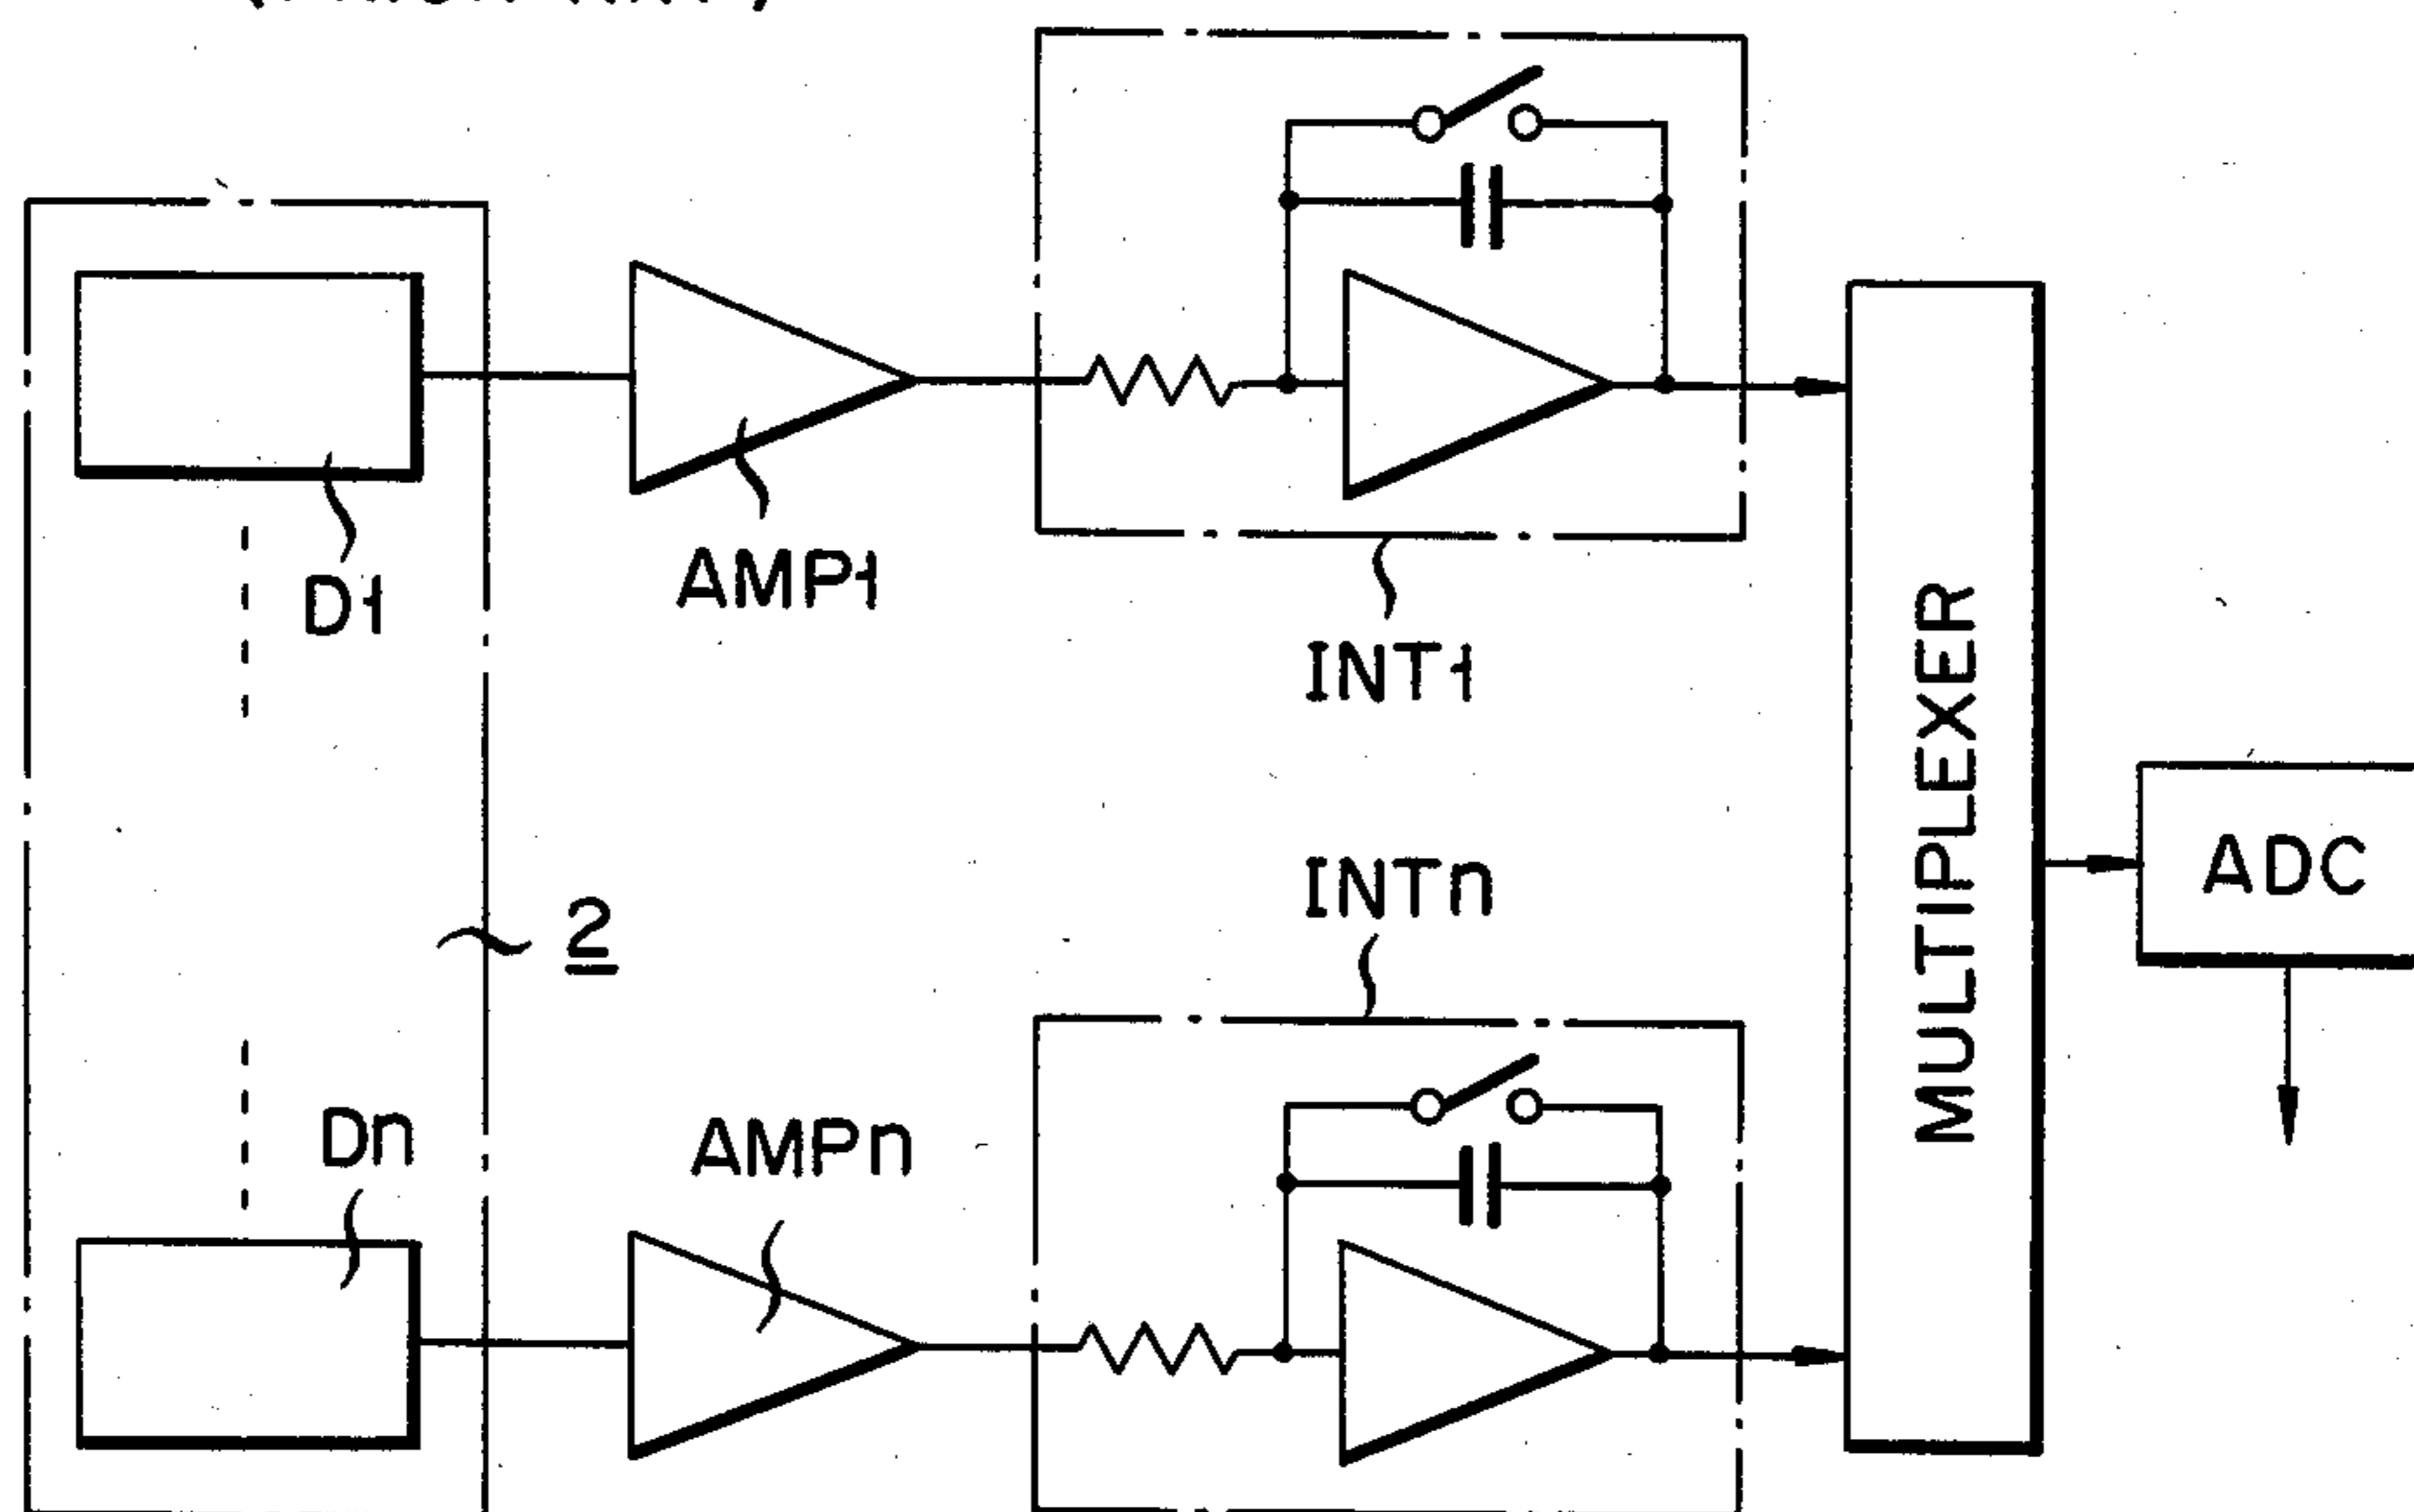 D1
AMP1
INT1
MULTIPLEXER
ADC
INTn
2
Dn
AMPn